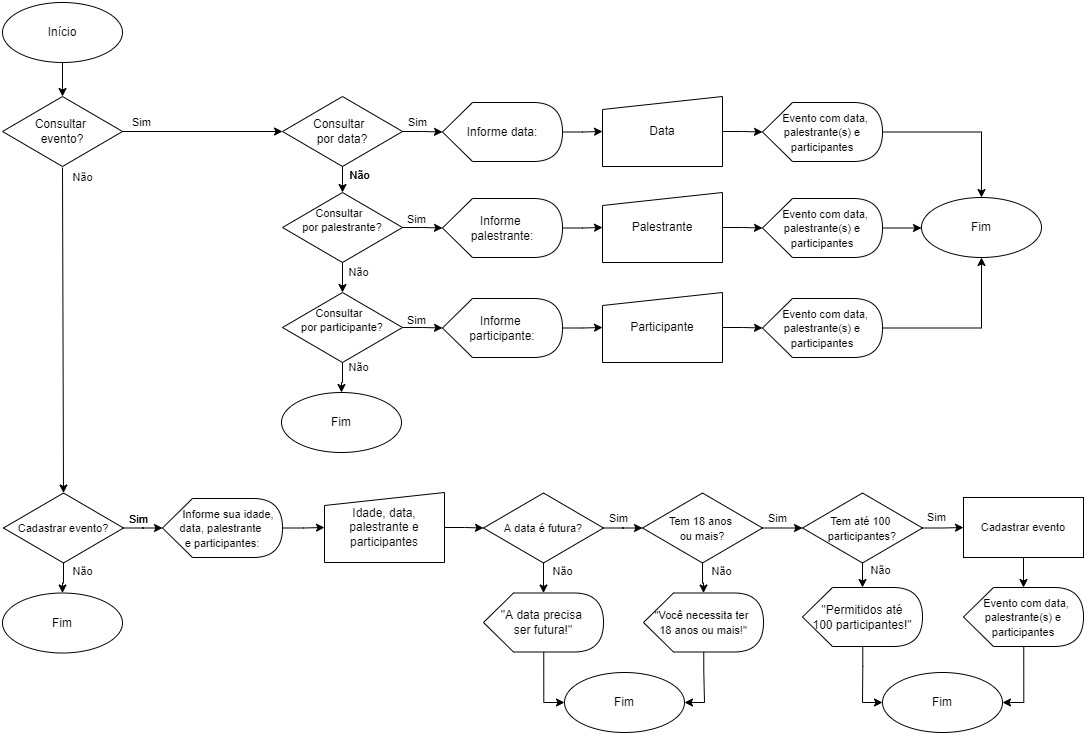 Início
Consultar
evento?
Sim
Não
Consultar
por data?
Sim
Não
Informe data:
Data
Evento com data,
palestrante(s) e
participantes
Consultar
por palestrante?
Sim
Não
Informe
palestrante:
Palestrante
Evento com data,
palestrante(s) e
participantes
Fim
Consultar
por participante?
Sim
Não
Informe
participante:
Participante
Evento com data,
palestrante(s) e
participantes
Fim
Cadastrar evento?
Sim
Não
Informe sua idade,
data, palestrante
e participantes:
Idade, data,
palestrante e
participantes
A data é futura?
Sim
Não
Tem 18 anos
ou mais?
Sim
Não
Tem até 100
participantes?
Sim
Não
Cadastrar evento
Fim
"A data precisa
ser futura!"
"Você necessita ter
18 anos ou mais!"
"Permitidos até
100 participantes!"
Evento com data,
palestrante(s) e
participantes
Fim
Fim